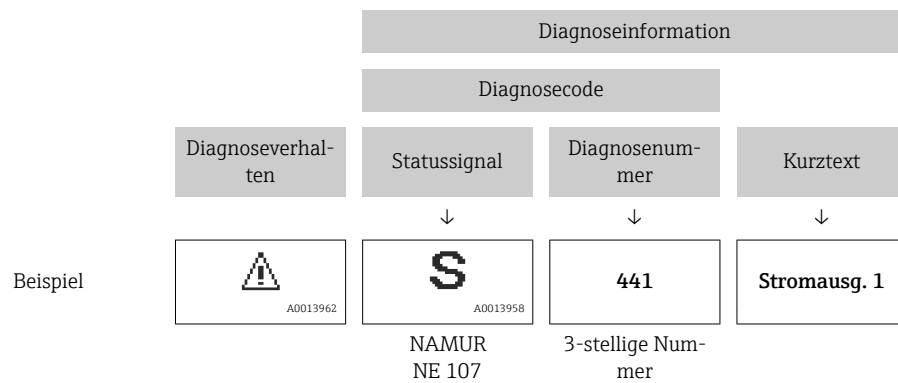 Diagnoseinformation
Diagnosecode
Diagnoseverhal-
ten
Statussignal
Diagnosenum-
mer
Kurztext
↓ ↓ ↓
Beispiel
A0013962
S
A0013958
441
Stromausg. 1
NAMUR
NE 107
3-stellige Num-
mer